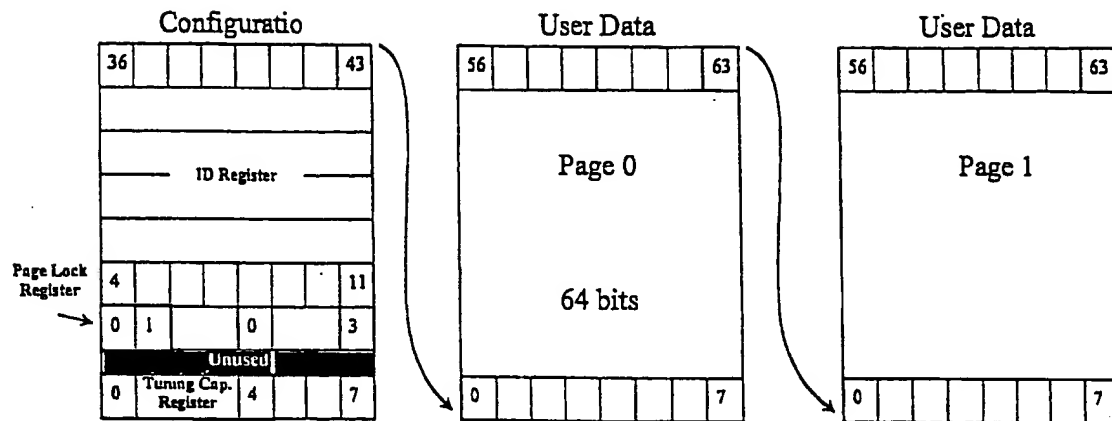 Configuratio
36 43
ID Register
Page Lock
Register
4 11
0 1 0 3
Unused
0 Tuning Cap.
Register 4 7
User Data
56 63
Page 0
64 bits
0 7
User Data
56 63
Page 1
0 7